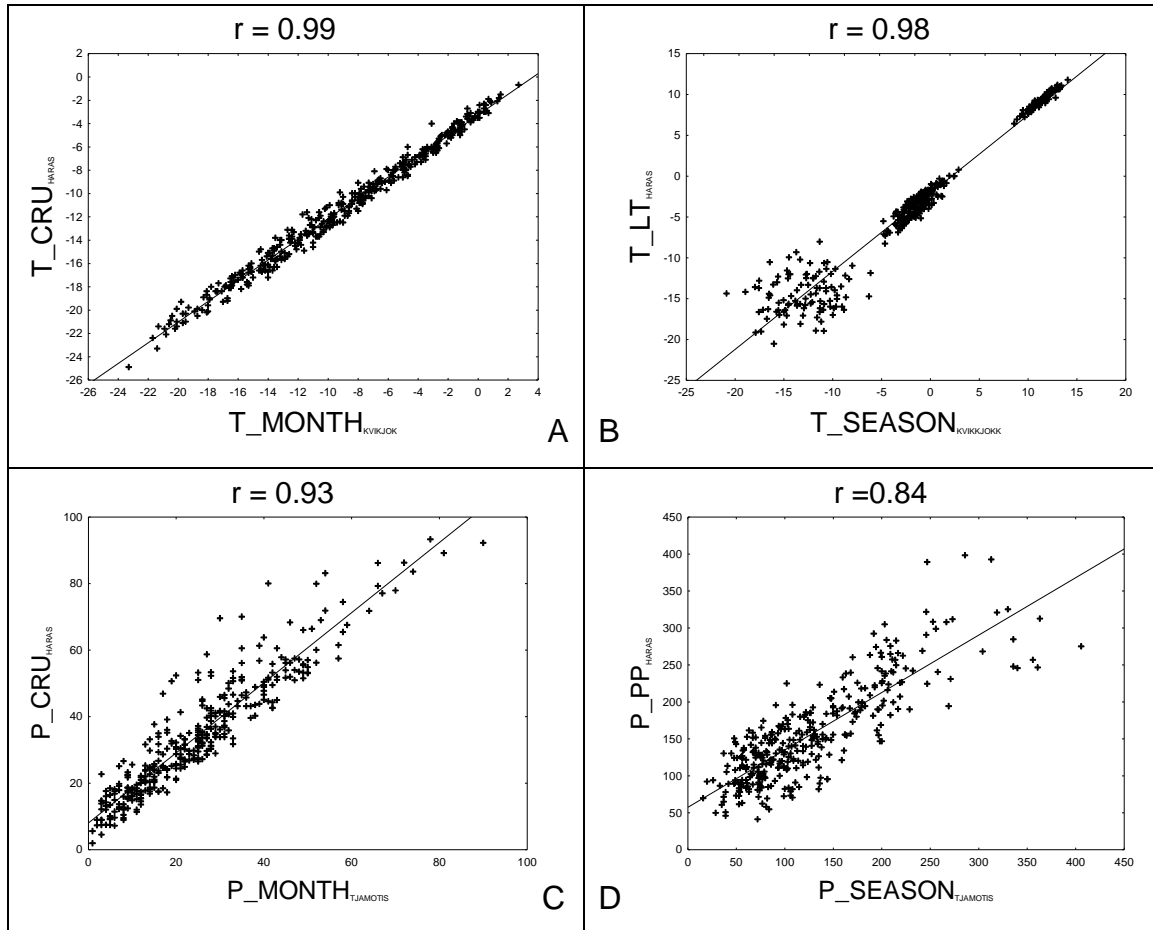 r = 0.99
2
0
-2
-4
-6
-8
-10
-12
-14
-16
-18
-20
-22
-24
-26
T_CRU HARAS
-26 -24 -22 -20 -18 -16 -14 -12 -10 -8 -6 -4 -2 0 2 4
T_MONTH KVIKJOK
A
r = 0.98
15
10
5
0
-5
-10
-15
-20
-25
T_LT HARAS
-25 -20 -15 -10 -5 0 5 10 15 20
T_SEASON KVIKKJOKK
B
r = 0.93
100
80
60
40
20
0
P_CRU HARAS
0 20 40 60 80 100
P_MONTH TJAMOTIS
C
r =0.84
450
400
350
300
250
200
150
100
50
0
P_PP HARAS
0 50 100 150 200 250 300 350 400 450
P_SEASON TJAMOTIS
D